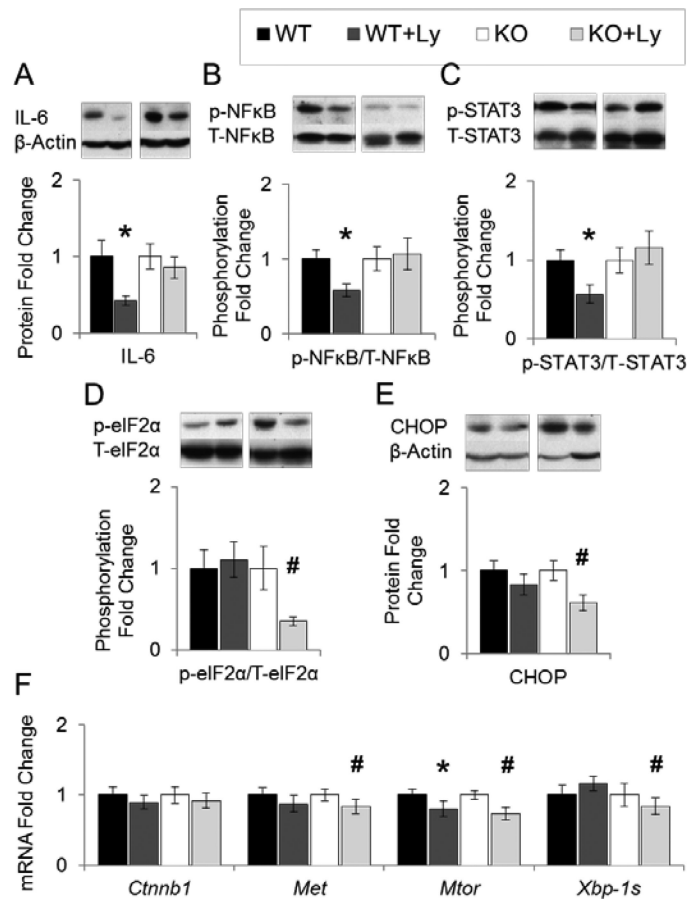 WT WT+Ly KO KO+Ly
A B C
IL-6
β-Actin
p-NFκB
T-NFκB
p-STAT3
T-STAT3
Protein Fold Change
2
1
0
*
IL-6
Phosphorylation
Fold Change
2
1
0
*
p-NFκB/T-NFκB
Phosphorylation
Fold Change
2
1
0
*
p-STAT3/T-STAT3
D E
p-eIF2α
T-eIF2α
CHOP
β-Actin
Phosphorylation
Fold Change
2
1
0
#
p-eIF2α/T-eIF2α
Protein Fold
Change
2
1
0
#
CHOP
F
mRNA Fold Change
2
1
0
# * # #
Ctnnb1 Met Mtor Xbp-1s